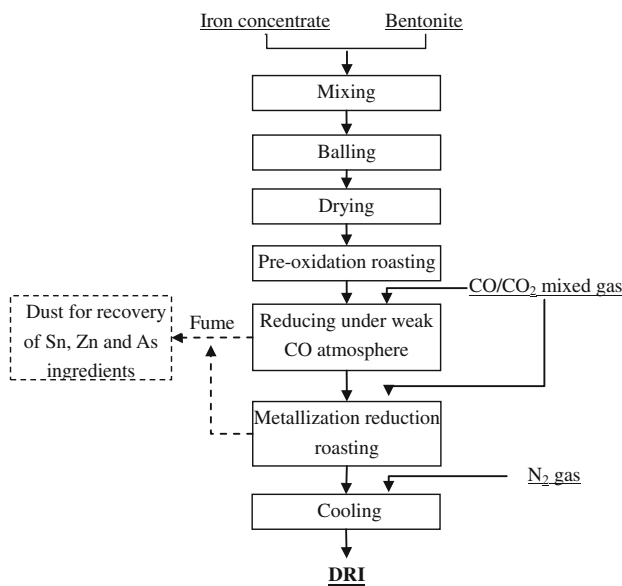 Iron concentrate Bentonite
Mixing
Balling
Drying
Pre-oxidation roasting
CO/CO₂ mixed gas
Dust for recovery
of Sn, Zn and As
ingredients
Fume
Reducing under weak
CO atmosphere
Metallization reduction
roasting
N₂ gas
Cooling
DRI